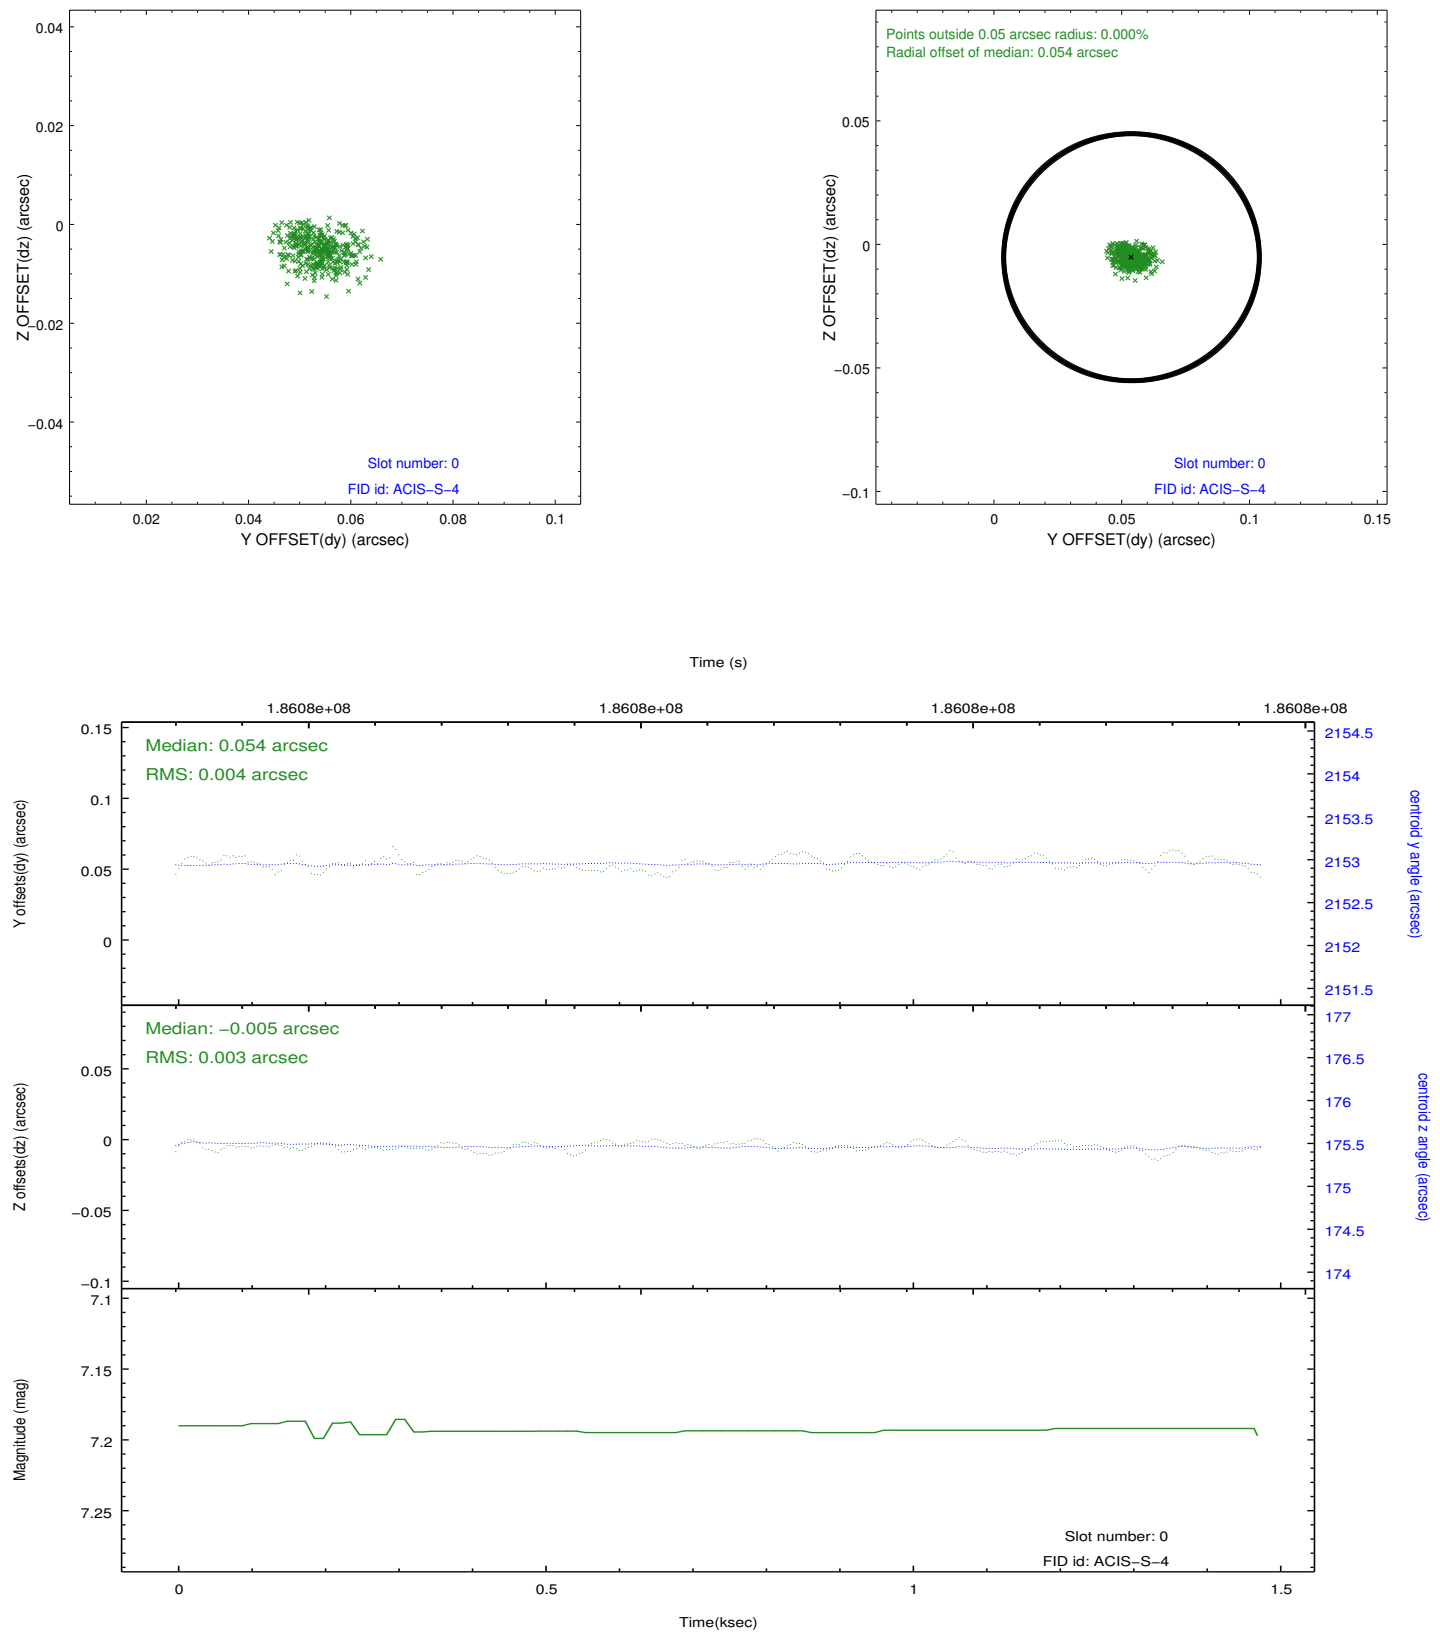 0.04
0.02
0
−0.02
−0.04
Z OFFSET(dz) (arcsec)
Slot number: 0
FID id: ACIS−S−4
0.02
0.04
0.06
0.08
0.1
Y OFFSET(dy) (arcsec)
Points outside 0.05 arcsec radius: 0.000%
Radial offset of median: 0.054 arcsec
0.05
0
−0.05
−0.1
Z OFFSET(dz) (arcsec)
Slot number: 0
FID id: ACIS−S−4
0
0.05
0.1
0.15
Y OFFSET(dy) (arcsec)
Time (s)
1.8608e+08
1.8608e+08
1.8608e+08
1.8608e+08
Median: 0.054 arcsec
RMS: 0.004 arcsec
0.15
0.1
0.05
0
Y offsets(dy) (arcsec)
2154.5
2154
2153.5
2153
2152.5
2152
2151.5
centroid y angle (arcsec)
Median: −0.005 arcsec
RMS: 0.003 arcsec
0.05
0
−0.05
−0.1
Z offsets(dz) (arcsec)
177
176.5
176
175.5
175
174.5
174
centroid z angle (arcsec)
7.1
7.15
7.2
7.25
Magnitude (mag)
Slot number: 0
FID id: ACIS−S−4
0
0.5
1
1.5
Time(ksec)